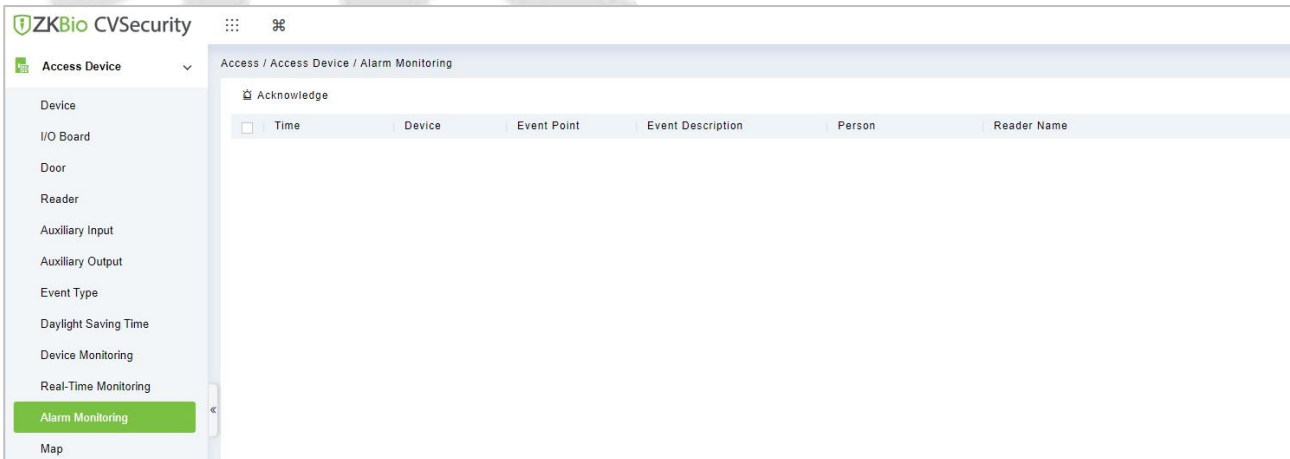 ZKBio CVSecurity
Access Device
Access / Access Device / Alarm Monitoring
Acknowledge
Time Device Event Point Event Description Person Reader Name
Device
I/O Board
Door
Reader
Auxiliary Input
Auxiliary Output
Event Type
Daylight Saving Time
Device Monitoring
Real-Time Monitoring
Alarm Monitoring
Map